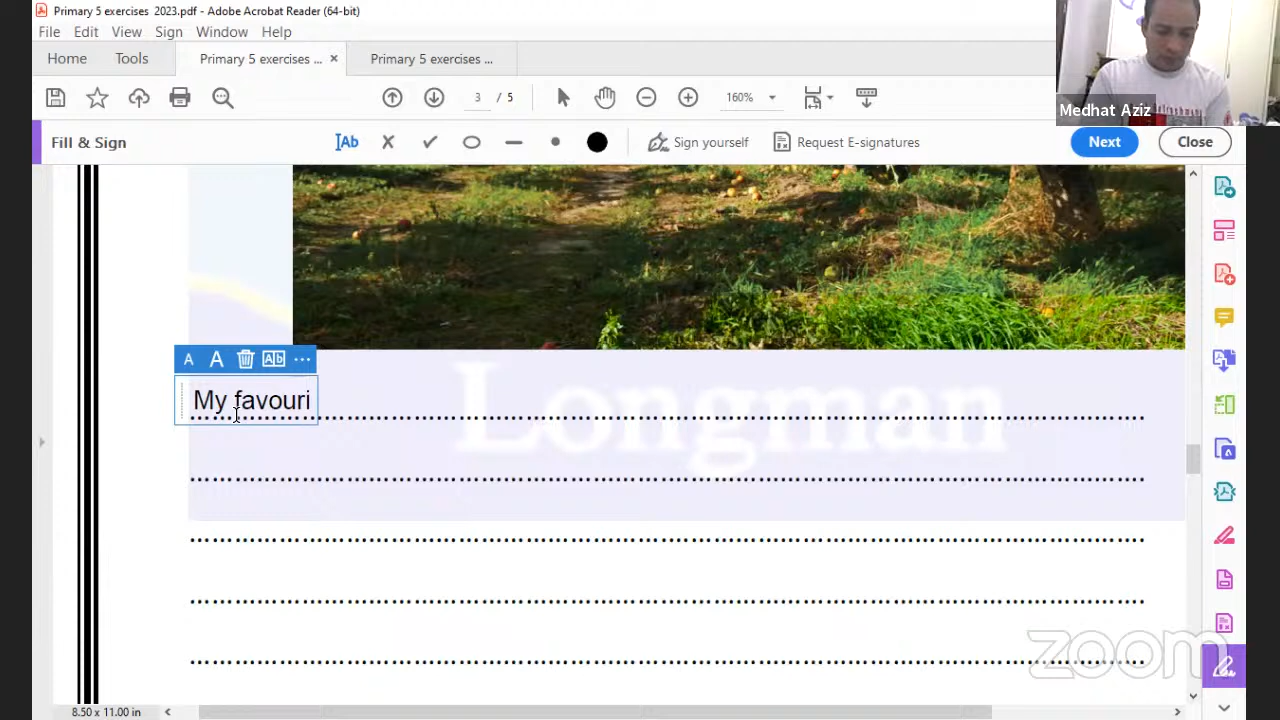 Primary 5 exercises 2023.pdf - Adobe Acrobat Reader (64-bit)
File Edit View Sign Window Help
Home Tools Primary 5 exercises ... × Primary 5 exercises ...
3 / 5 160%
Medhat Aziz
Fill & Sign Ab Sign yourself Request E-signatures Next Close
A A Ab ...
My favouri
Longman
zoom
8.50 x 11.00 in